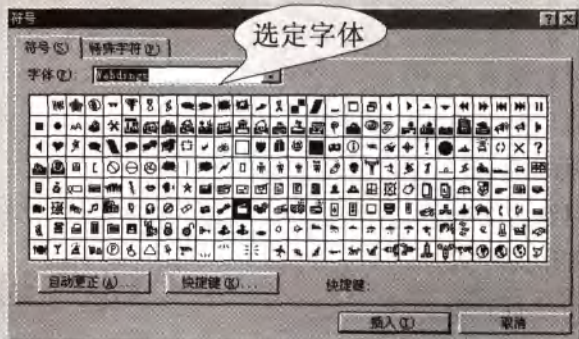 符号
选定字体
符号(S) 特殊字符(P)
字体(F): Webdings
自动更正(A)... 快捷键(K)... 快捷键:
插入(I) 取消